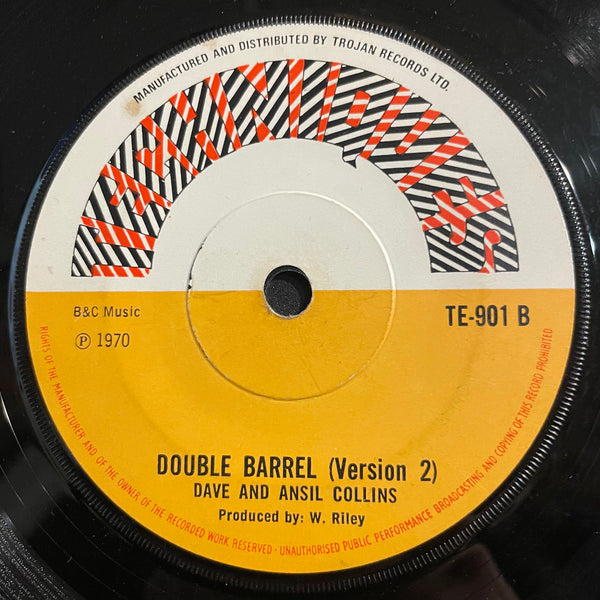 MANUFACTURED AND DISTRIBUTED BY TROJAN RECORDS LTD.
TECHNIQUES
B&C Music
℗ 1970
TE-901 B
DOUBLE BARREL (Version 2)
DAVE AND ANSIL COLLINS
Produced by: W. Riley
RIGHTS OF THE MANUFACTURER AND OF THE OWNER OF THE RECORDED WORK RESERVED - UNAUTHORISED PUBLIC PERFORMANCE BROADCASTING AND COPYING OF THIS RECORD PROHIBITED